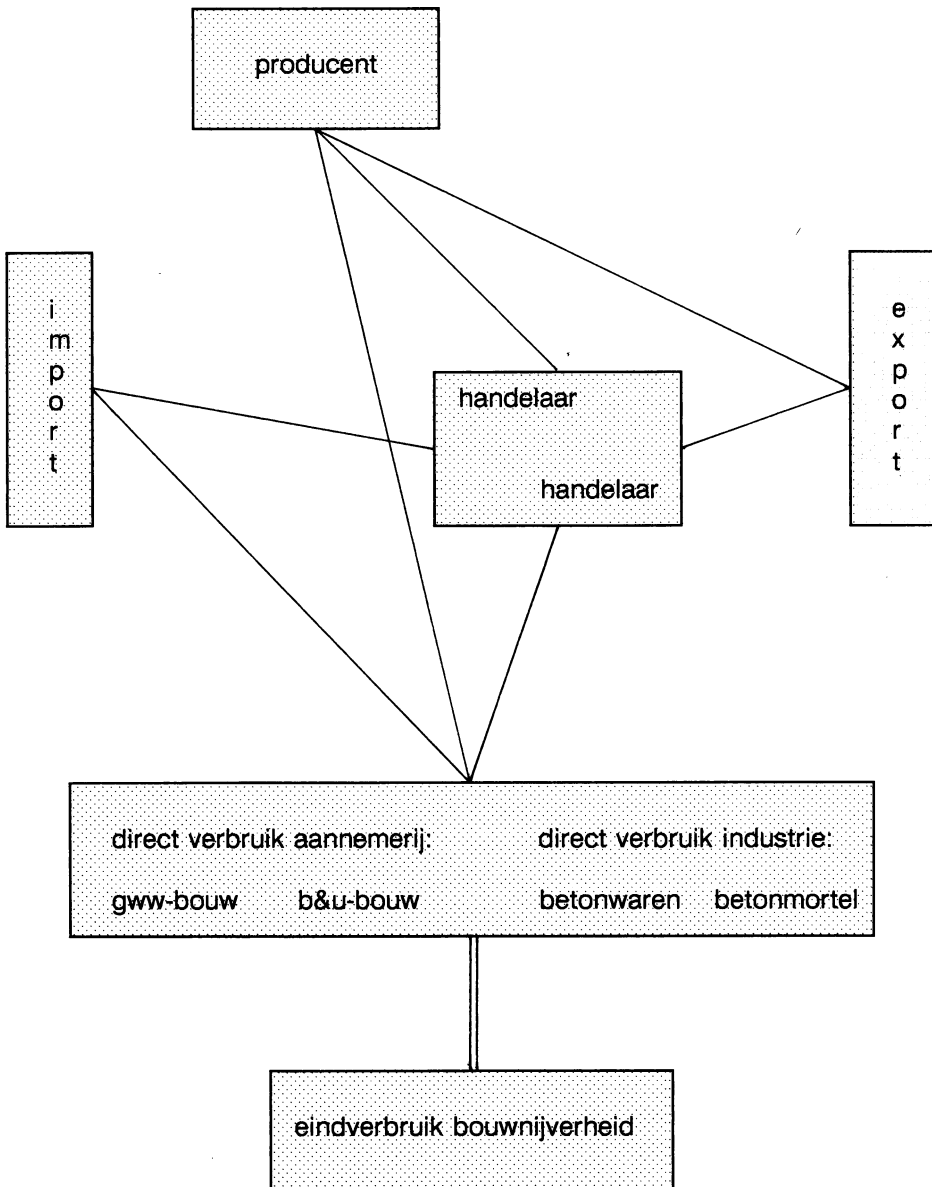 producent
import
export
handelaar
handelaar
direct verbruik aannemerij: direct verbruik industrie:
gww-bouw b&u-bouw betonwaren betonmortel
eindverbruik bouwnijverheid